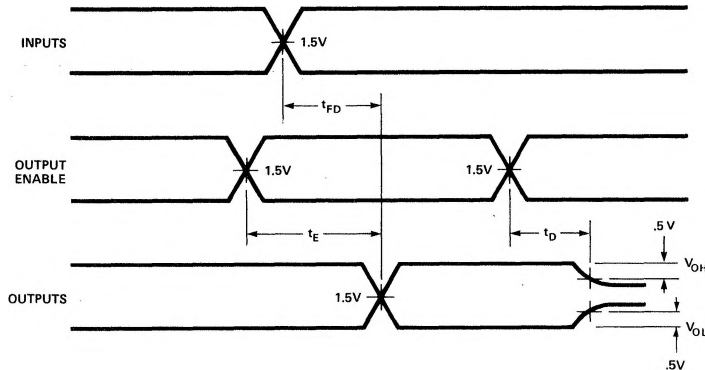 INPUTS
1.5V
tFD
OUTPUT
ENABLE
1.5V
1.5V
tE
tD
.5 V
VOH
OUTPUTS
1.5V
VOL
.5V